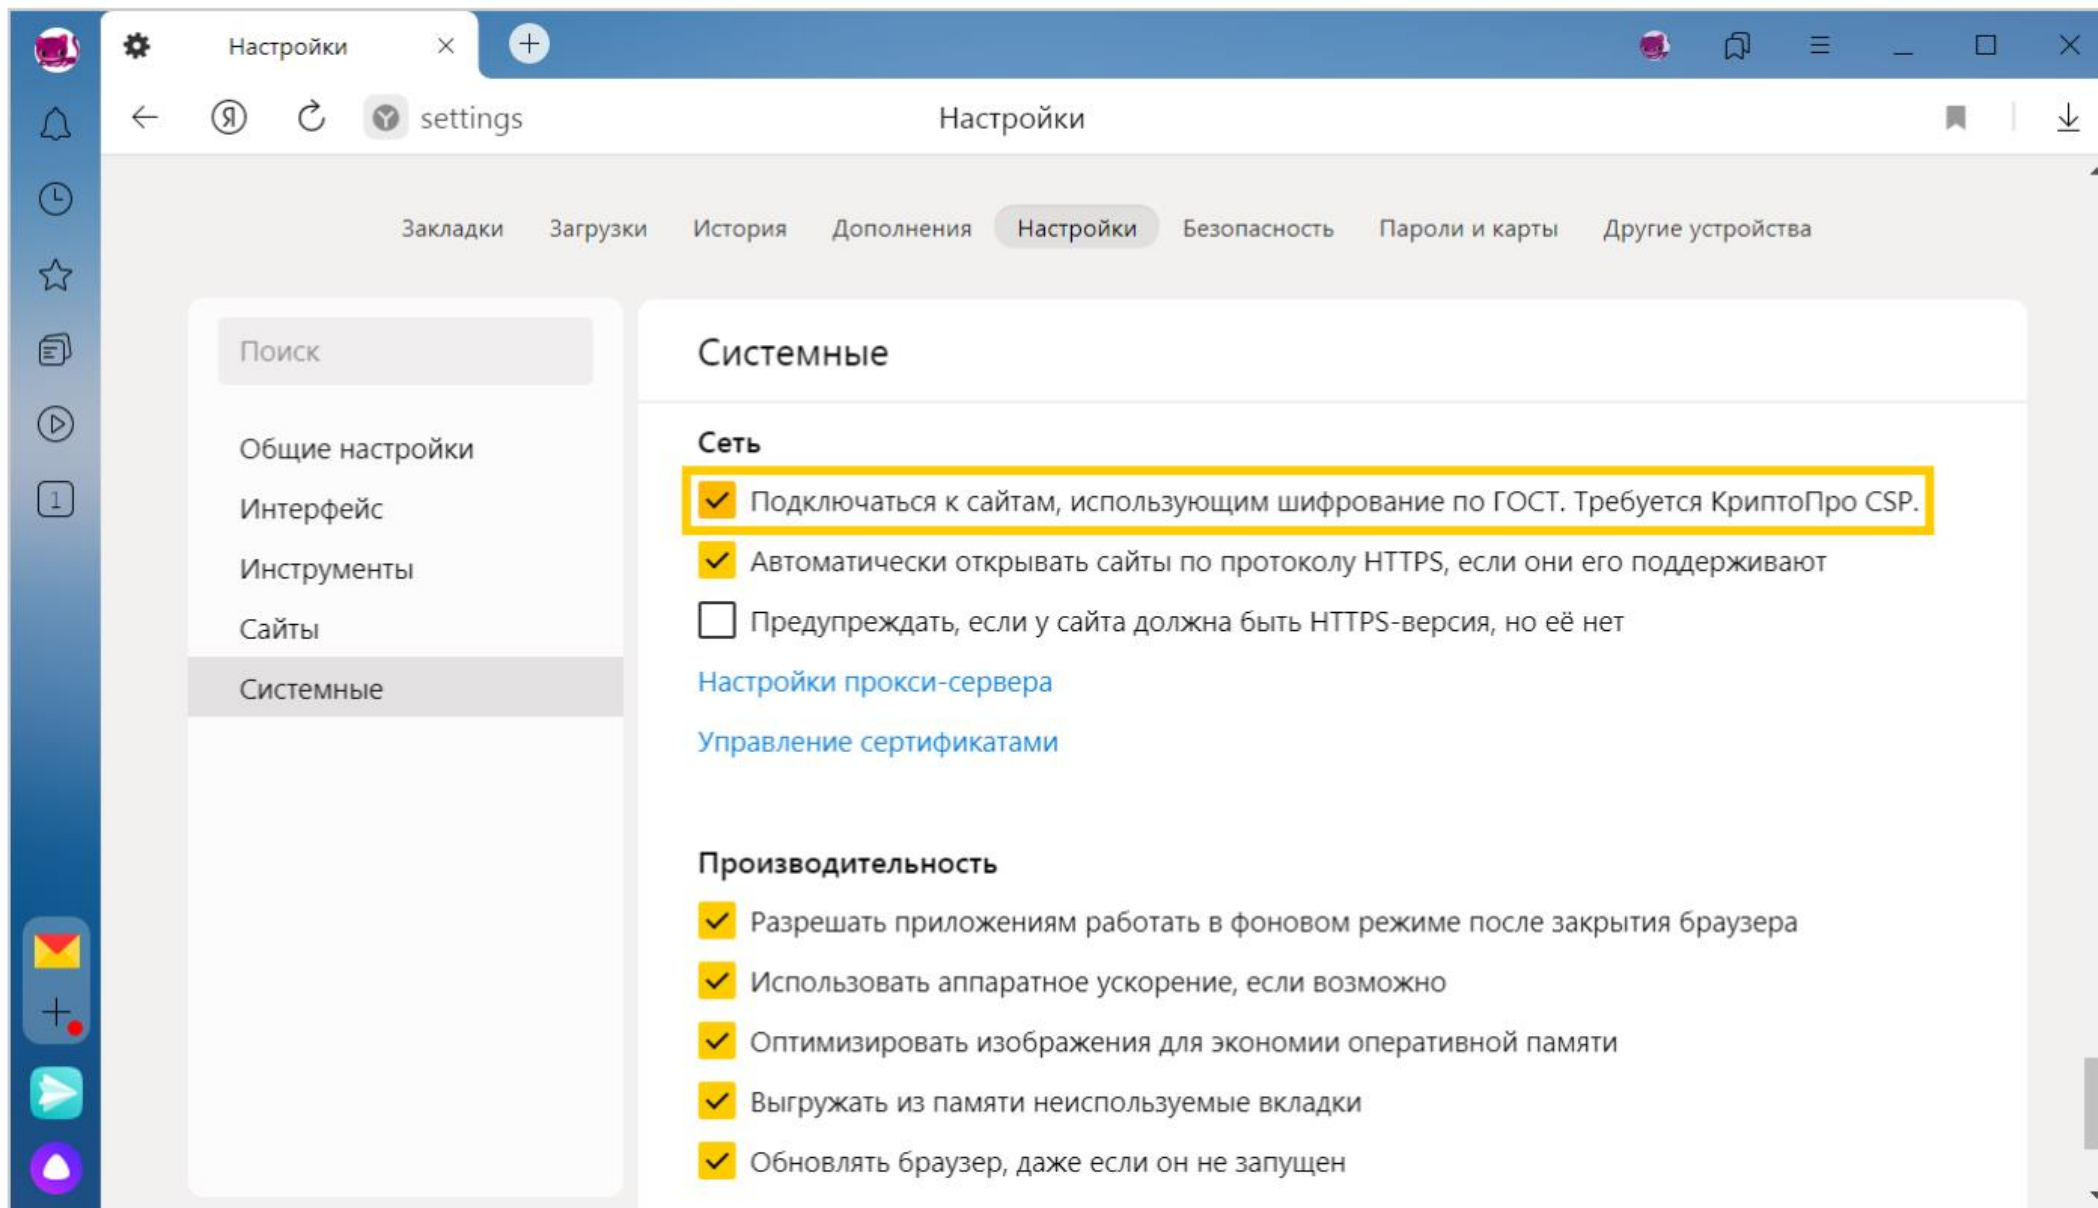 Настройки
settings
Настройки
Закладки Загрузки История Дополнения Настройки Безопасность Пароли и карты Другие устройства
Поиск
Общие настройки
Интерфейс
Инструменты
Сайты
Системные
1
Системные
Сеть
Подключаться к сайтам, использующим шифрование по ГОСТ. Требуется КриптоПро CSP.
Автоматически открывать сайты по протоколу HTTPS, если они его поддерживают
Предупреждать, если у сайта должна быть HTTPS-версия, но её нет
Настройки прокси-сервера
Управление сертификатами
Производительность
Разрешать приложениям работать в фоновом режиме после закрытия браузера
Использовать аппаратное ускорение, если возможно
Оптимизировать изображения для экономии оперативной памяти
Выгружать из памяти неиспользуемые вкладки
Обновлять браузер, даже если он не запущен